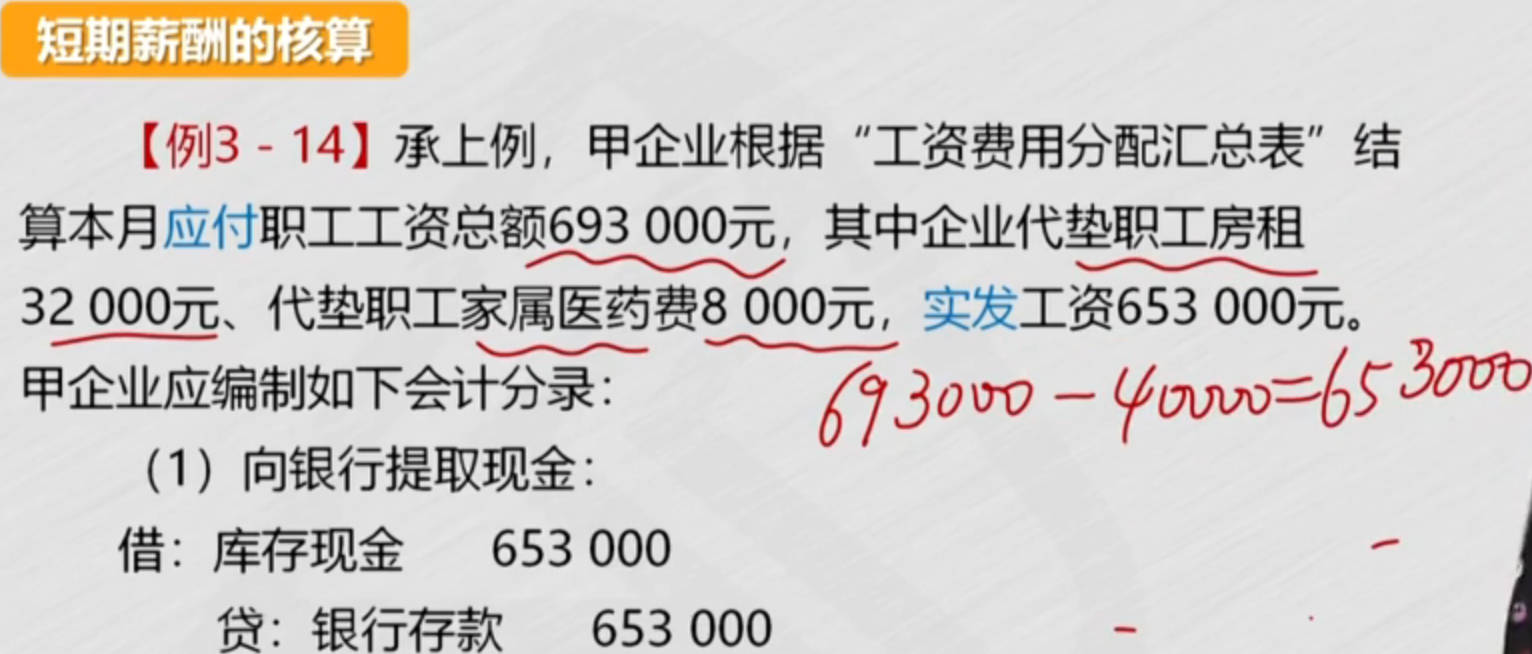 短期薪酬的核算
【例3 - 14】承上例，甲企业根据“工资费用分配汇总表”结
算本月应付职工工资总额693 000元，其中企业代垫职工房租
32 000元、代垫职工家属医药费8 000元，实发工资653 000元。
甲企业应编制如下会计分录：
693000-40000=653000
（1）向银行提取现金：
借：库存现金 653 000
贷：银行存款 653 000